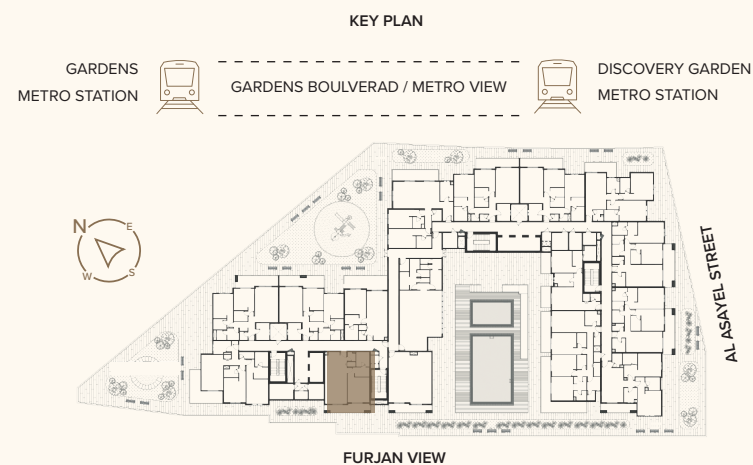 KEY PLAN
GARDENS
METRO STATION
GARDENS BOULVERAD / METRO VIEW
DISCOVERY GARDEN
METRO STATION
N
E
W
S
AL ASAYEL STREET
FURJAN VIEW